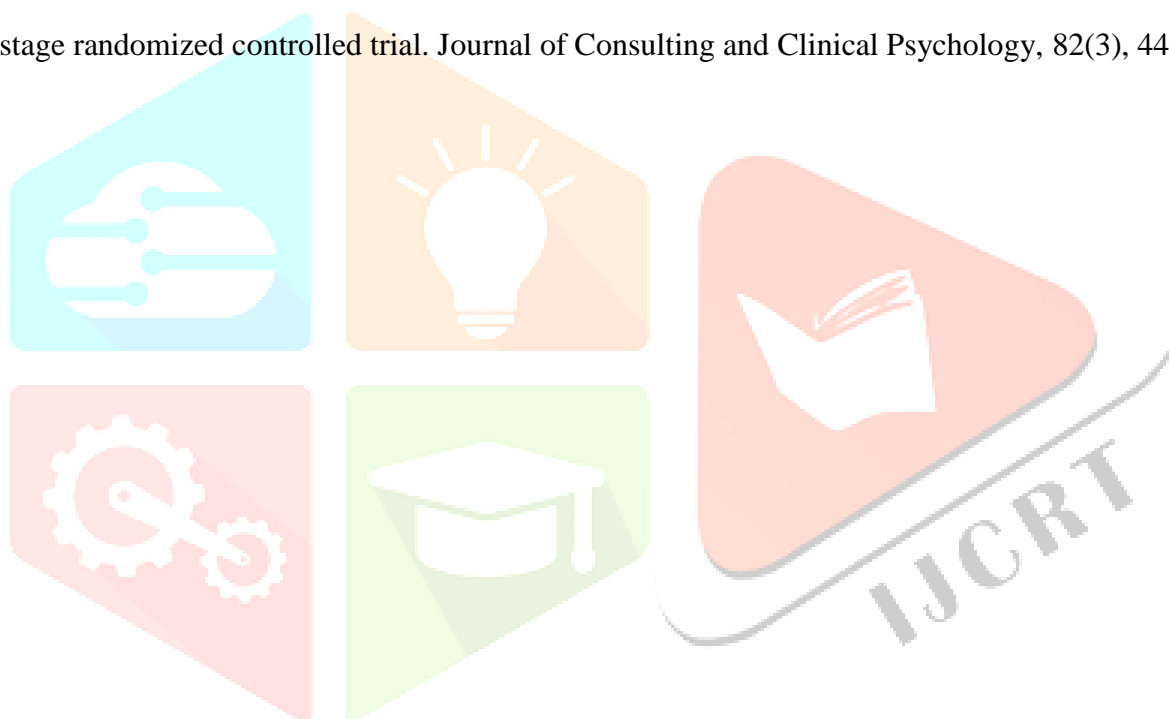 stage randomized controlled trial. Journal of Consulting and Clinical Psychology, 82(3), 44
IJCRT